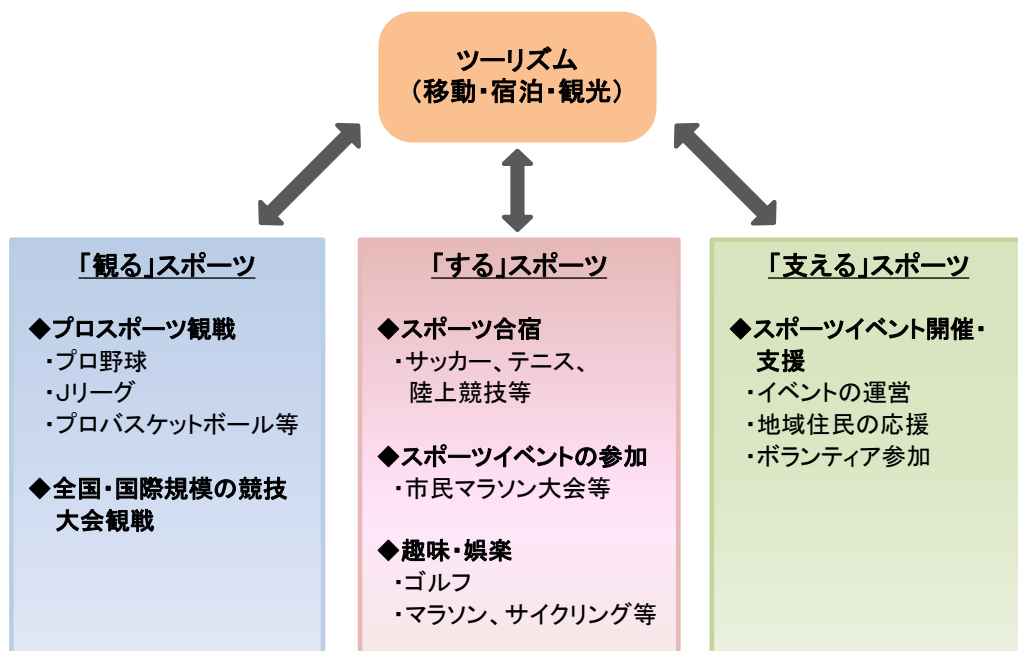 ツーリズム
（移動・宿泊・観光）
「観る」スポーツ
◆プロスポーツ観戦
・プロ野球
・Jリーグ
・プロバスケットボール等
◆全国・国際規模の競技
大会観戦
「する」スポーツ
◆スポーツ合宿
・サッカー、テニス、
陸上競技等
◆スポーツイベントの参加
・市民マラソン大会等
◆趣味・娯楽
・ゴルフ
・マラソン、サイクリング等
「支える」スポーツ
◆スポーツイベント開催・
支援
・イベントの運営
・地域住民の応援
・ボランティア参加